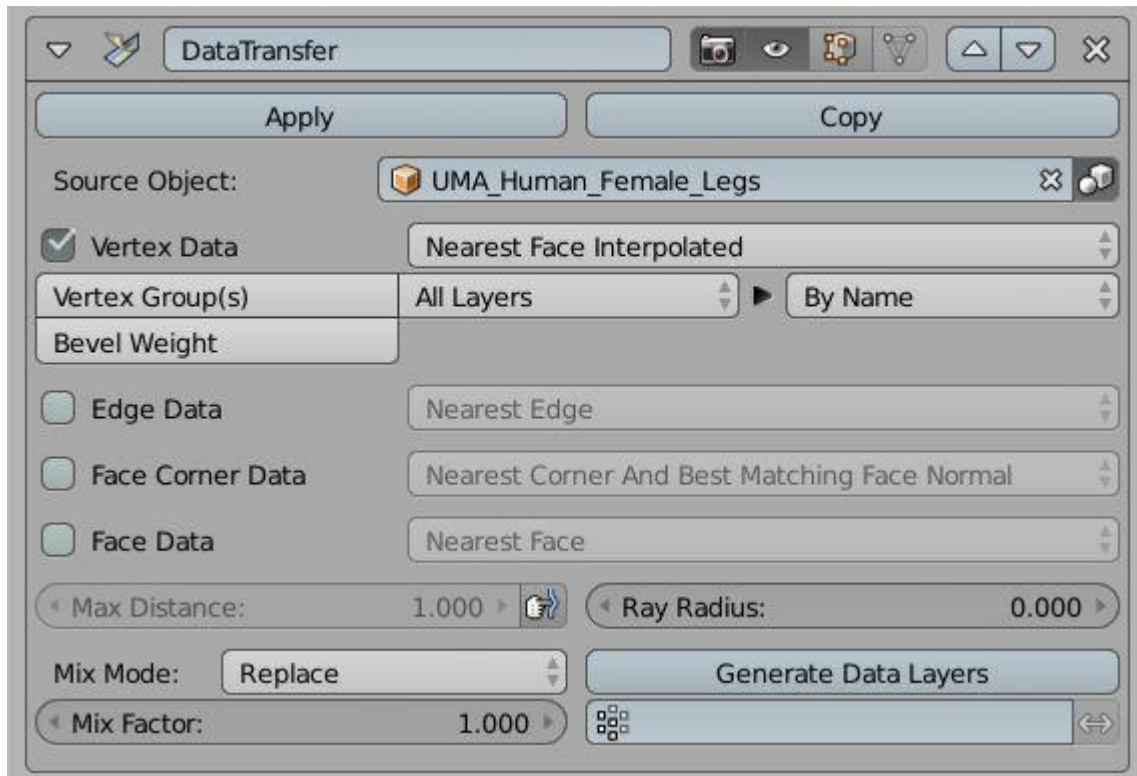 DataTransfer
Apply Copy
Source Object: UMA_Human_Female_Legs
Vertex Data Nearest Face Interpolated
Vertex Group(s) All Layers By Name
Bevel Weight
Edge Data Nearest Edge
Face Corner Data Nearest Corner And Best Matching Face Normal
Face Data Nearest Face
Max Distance: 1.000 Ray Radius: 0.000
Mix Mode: Replace Generate Data Layers
Mix Factor: 1.000